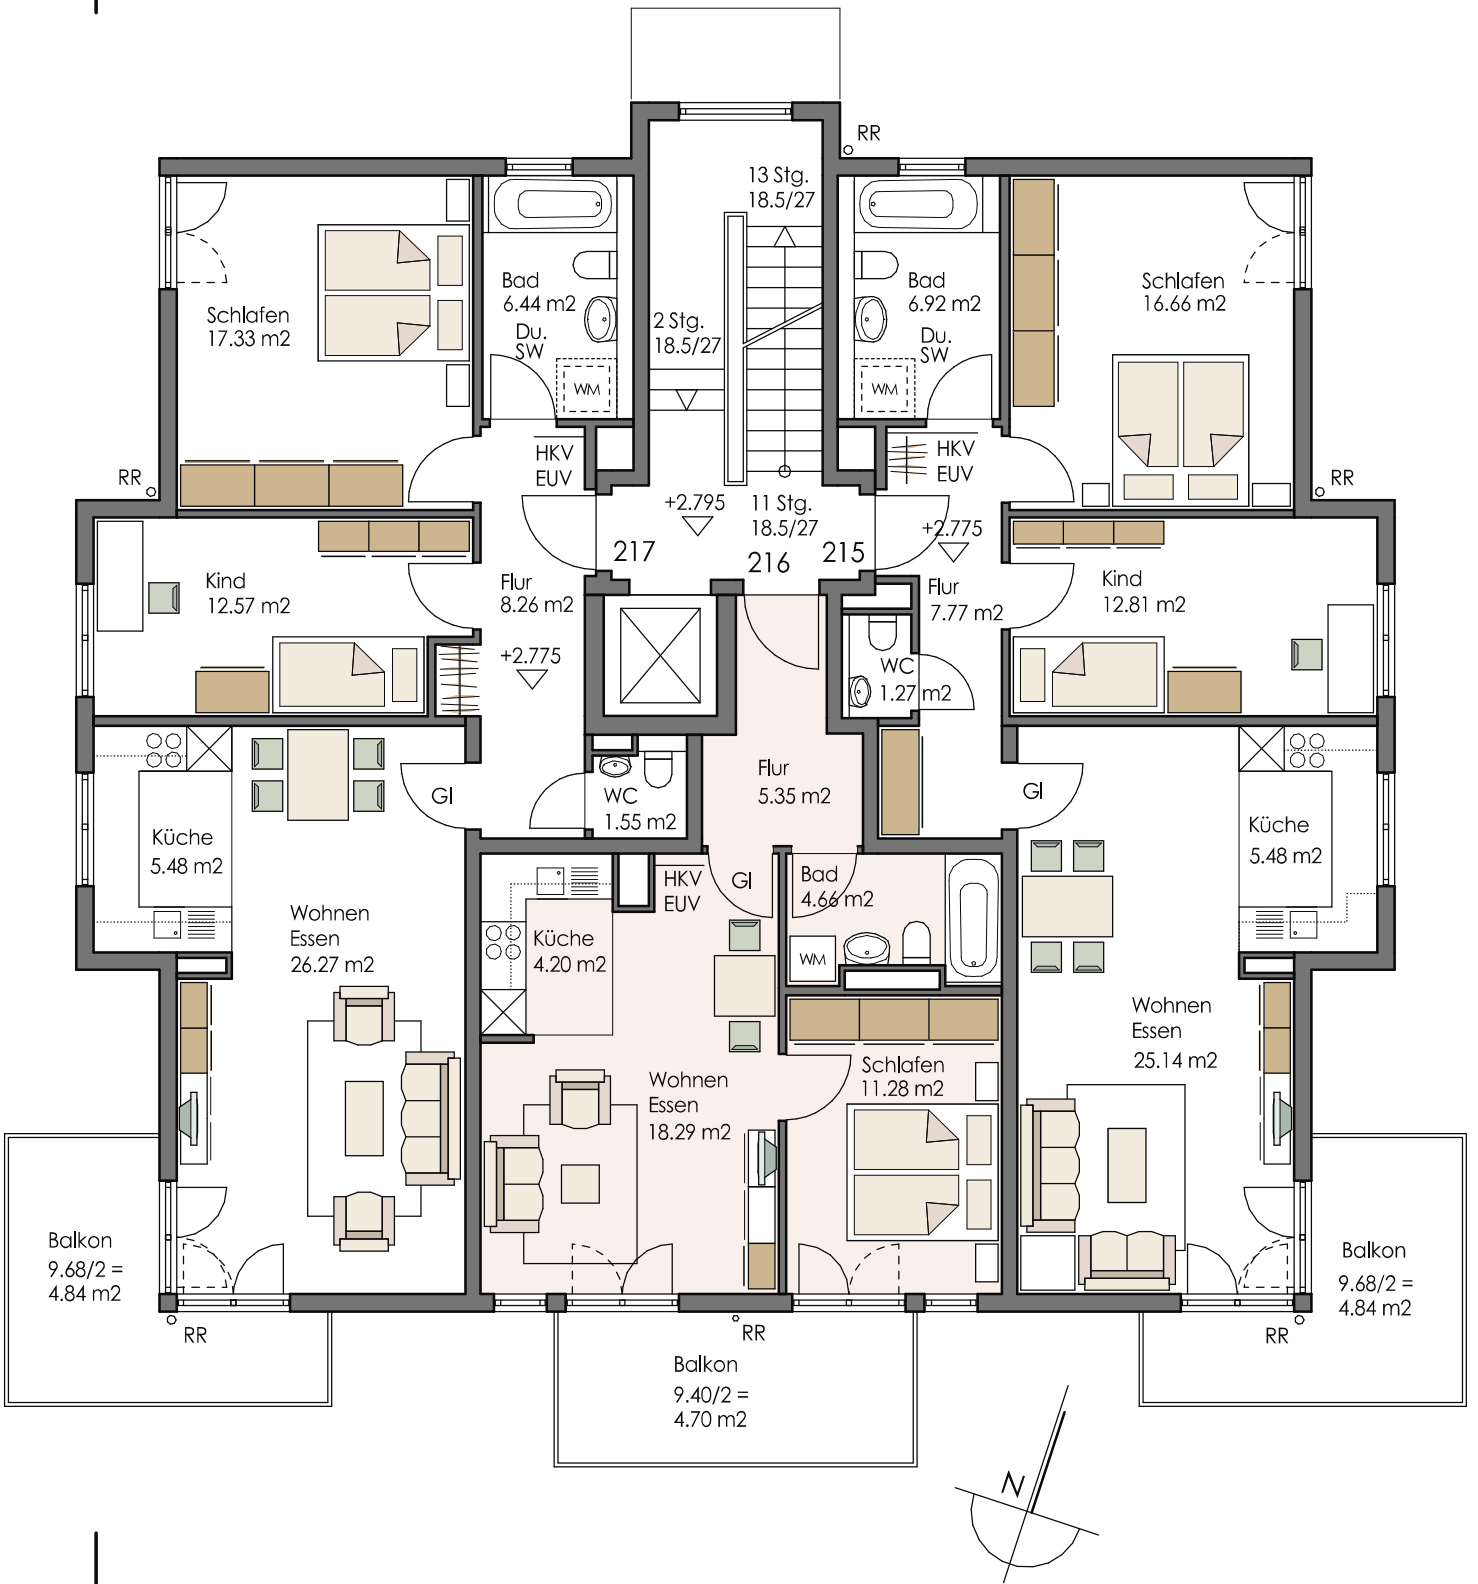 RR
13 Stg.
18.5/27
Schlafen
17.33 m2
Bad
6.44 m2
Du.
SW
WM
2 Stg.
18.5/27
Bad
6.92 m2
Du.
SW
WM
Schlafen
16.66 m2
HKV
EUV
HKV
EUV
RR
RR
+2.795
11 Stg.
18.5/27
+2.775
217
216
215
Kind
12.57 m2
Flur
8.26 m2
+2.775
Flur
7.77 m2
Kind
12.81 m2
WC
1.27 m2
Flur
5.35 m2
Gl
WC
1.55 m2
Gl
Küche
5.48 m2
Küche
5.48 m2
HKV
EUV
Gl
Bad
4.66 m2
WM
Wohnen
Essen
26.27 m2
Küche
4.20 m2
Wohnen
Essen
25.14 m2
Wohnen
Essen
18.29 m2
Schlafen
11.28 m2
Balkon
9.68/2 =
4.84 m2
Balkon
9.68/2 =
4.84 m2
RR
RR
RR
Balkon
9.40/2 =
4.70 m2
N